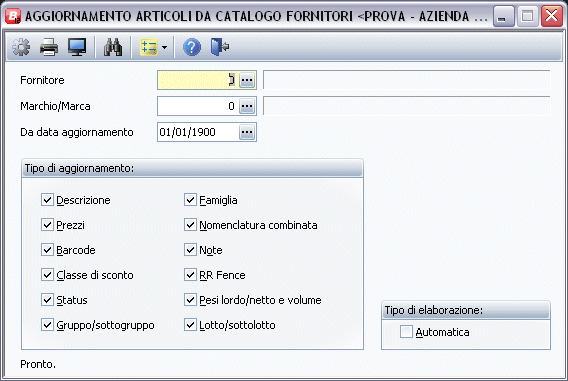 AGGIORNAMENTO ARTICOLI DA CATALOGO FORNITORI <PROVA - AZIENDA ...
Fornitore 0 ...
Marchio/Marca 0 ...
Da data aggiornamento 01/01/1900 ...
Tipo di aggiornamento:
Descrizione Famiglia
Prezzi Nomenclatura combinata
Barcode Note
Classe di sconto RR Fence
Status Pesi lordo/netto e volume
Gruppo/sottogruppo Lotto/sottolotto
Tipo di elaborazione:
Automatica
Pronto.